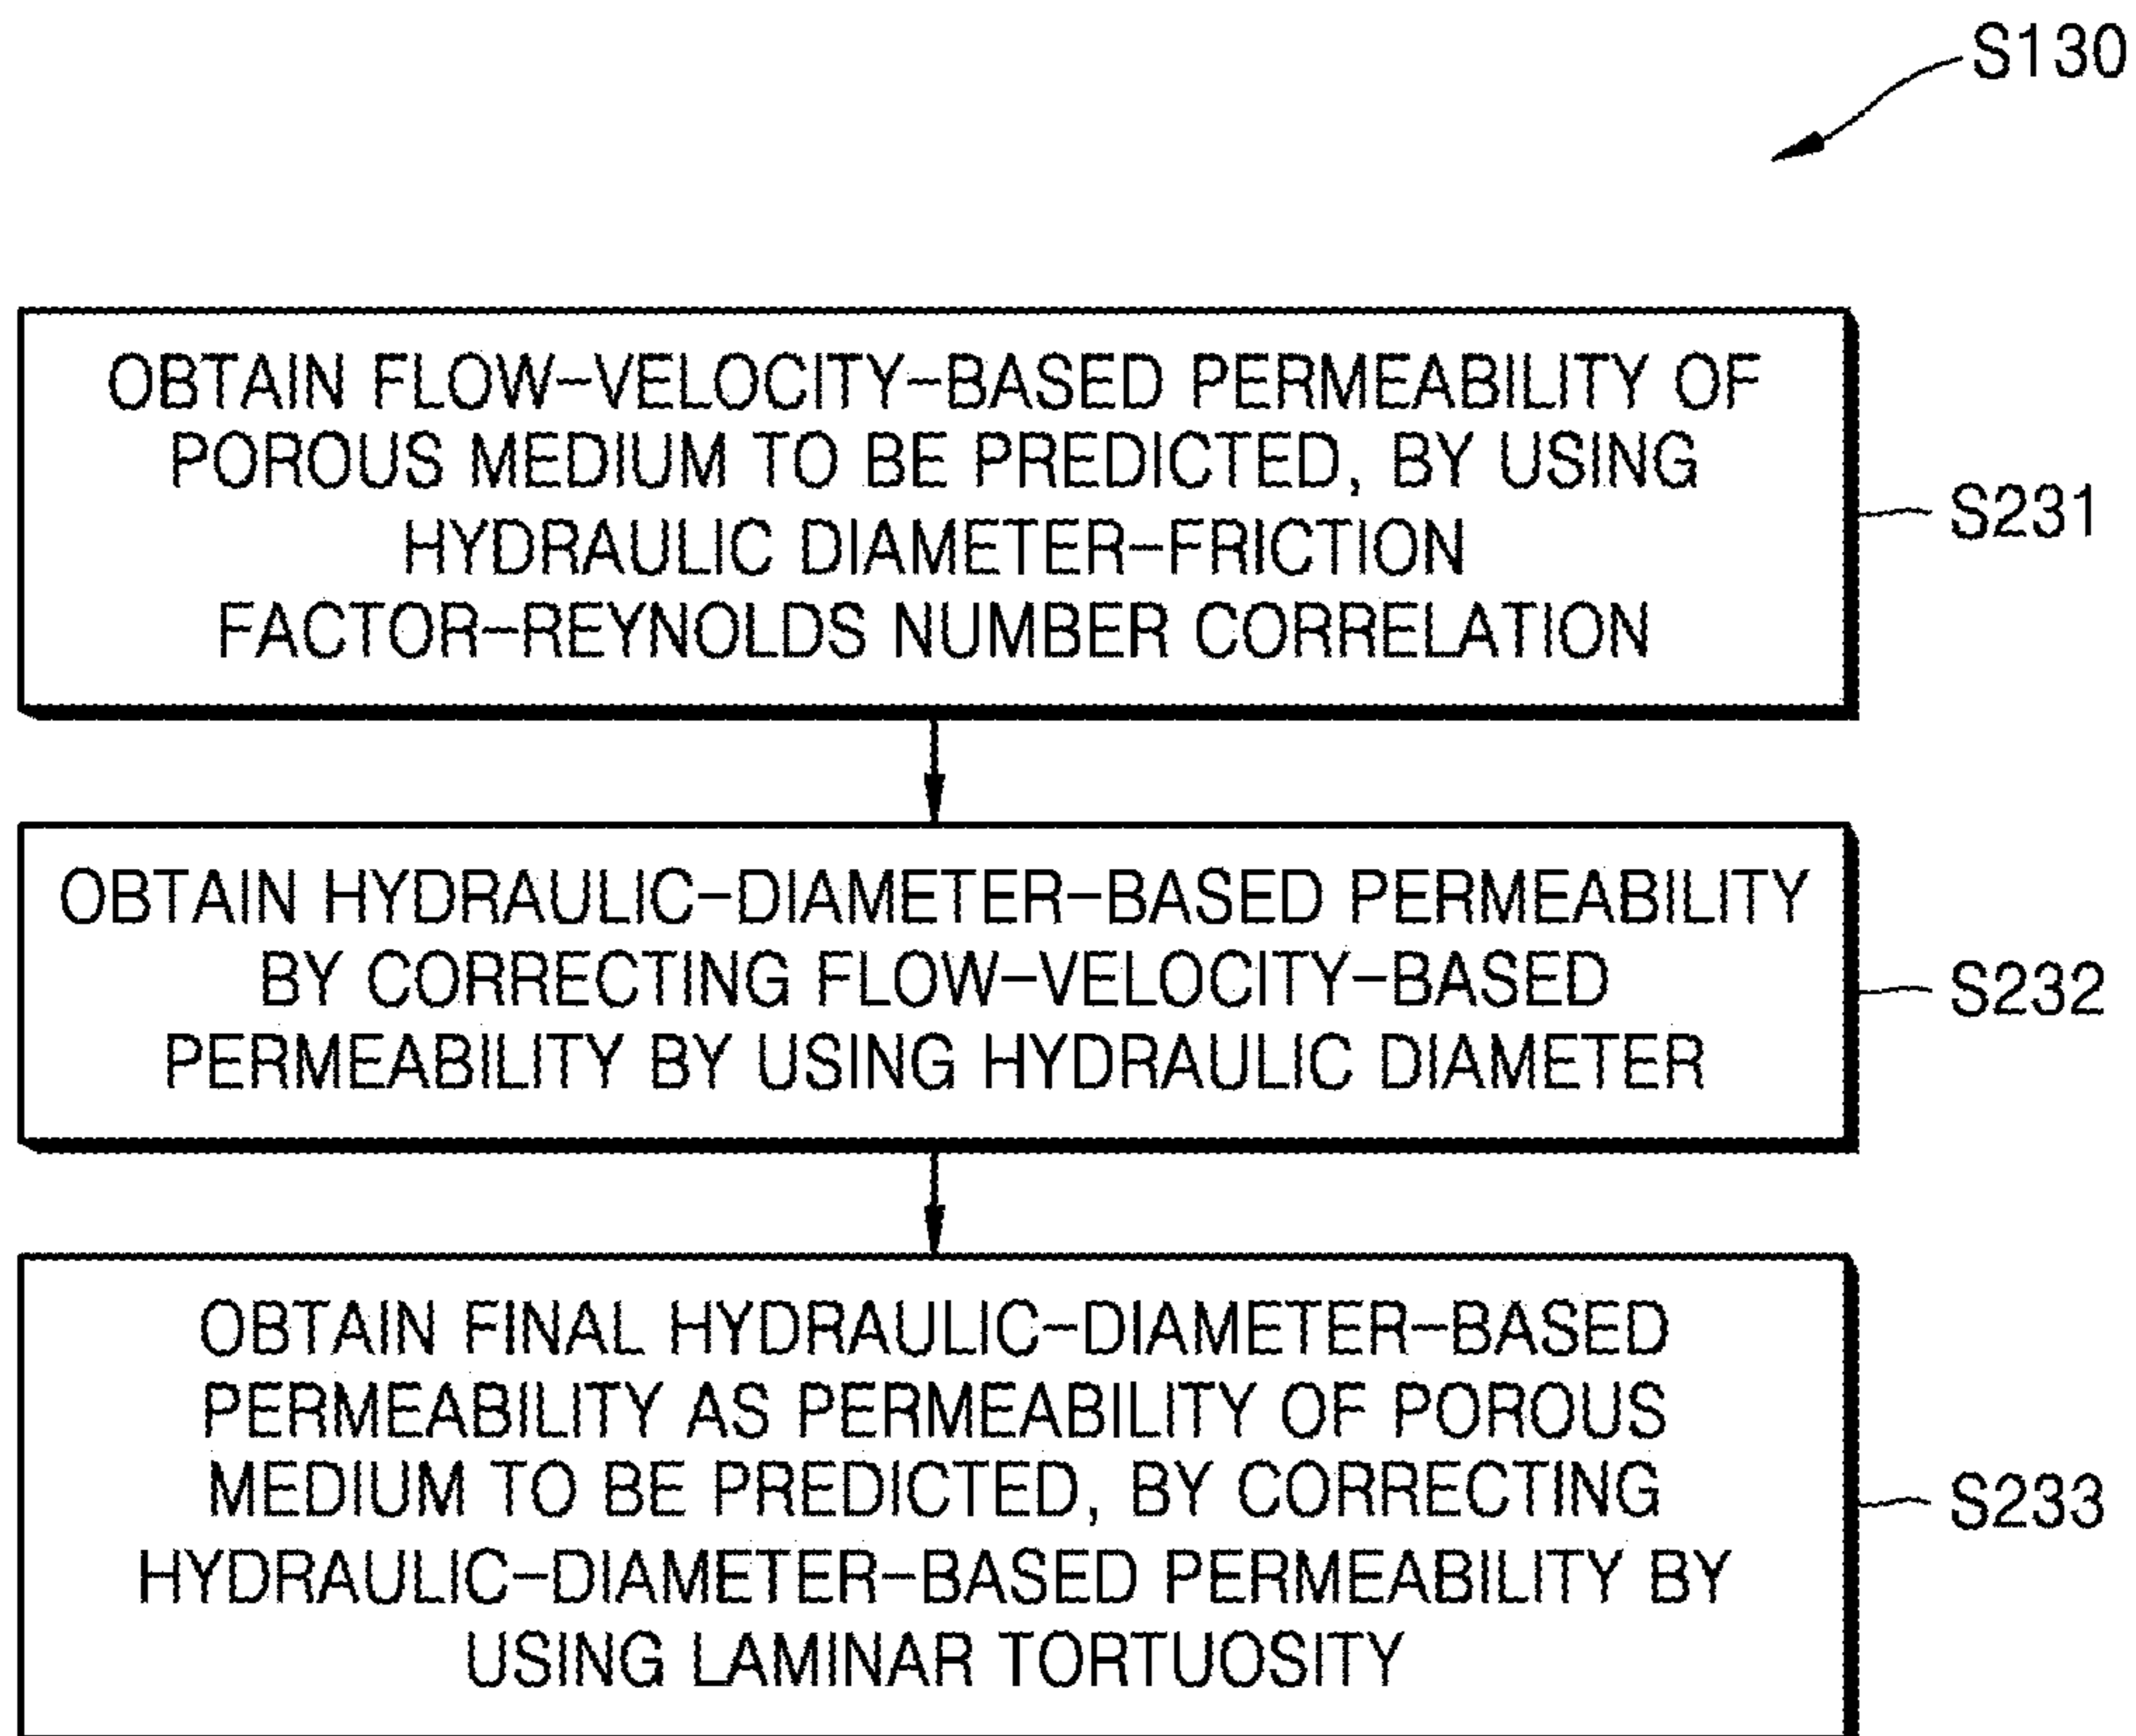 S130
OBTAIN FLOW-VELOCITY-BASED PERMEABILITY OF
POROUS MEDIUM TO BE PREDICTED, BY USING
HYDRAULIC DIAMETER-FRICTION
FACTOR-REYNOLDS NUMBER CORRELATION
S231
OBTAIN HYDRAULIC-DIAMETER-BASED PERMEABILITY
BY CORRECTING FLOW-VELOCITY-BASED
PERMEABILITY BY USING HYDRAULIC DIAMETER
S232
OBTAIN FINAL HYDRAULIC-DIAMETER-BASED
PERMEABILITY AS PERMEABILITY OF POROUS
MEDIUM TO BE PREDICTED, BY CORRECTING
HYDRAULIC-DIAMETER-BASED PERMEABILITY BY
USING LAMINAR TORTUOSITY
S233